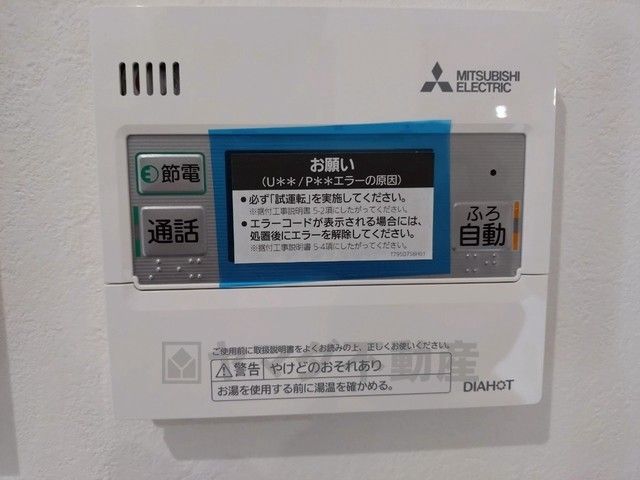 MITSUBISHI
ELECTRIC
お願い
(U**/P**エラーの原因)
節電
● 必ず「試運転」を実施してください。
※据付工事説明書 5-2項にしたがってください。
● エラーコードが表示される場合には、
処置後にエラーを解除してください。
※据付工事説明書 5-4項にしたがってください。
通話
ふろ
自動
ご使用前に取扱説明書をよくお読みの上、正しくお使いください。
警告 やけどのおそれあり
お湯を使用する前に湯温を確かめる。
DIAHOT